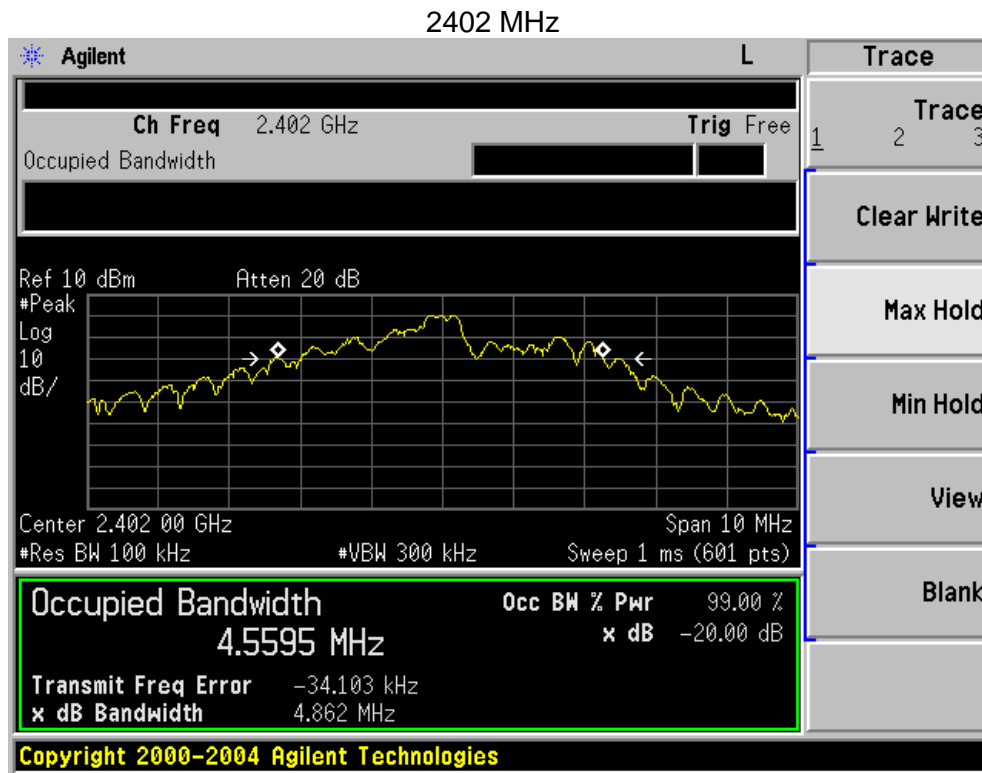 2402 MHz
Agilent L Trace
Ch Freq 2.402 GHz Trig Free
Occupied Bandwidth
Trace
1 2 3
Clear Write
Ref 10 dBm Atten 20 dB
#Peak
Log
10
dB/
Max Hold
Min Hold
View
Center 2.402 00 GHz Span 10 MHz
#Res BW 100 kHz #VBW 300 kHz Sweep 1 ms (601 pts)
Blank
Occupied Bandwidth
4.5595 MHz
Occ BW % Pwr 99.00 %
x dB -20.00 dB
Transmit Freq Error -34.103 kHz
x dB Bandwidth 4.862 MHz
Copyright 2000-2004 Agilent Technologies